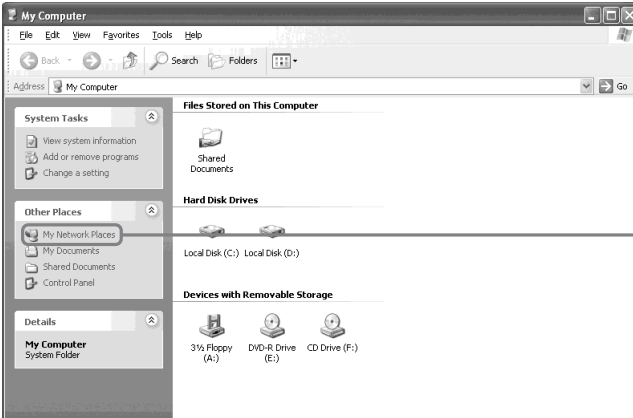 My Computer
File Edit View Favorites Tools Help
Back Search Folders
Address My Computer Go
System Tasks
View system information
Add or remove programs
Change a setting
Other Places
My Network Places
My Documents
Shared Documents
Control Panel
Details
My Computer
System Folder
Files Stored on This Computer
Shared
Documents
Hard Disk Drives
Local Disk (C:) Local Disk (D:)
Devices with Removable Storage
3½ Floppy
(A:)
DVD-R Drive
(E:)
CD Drive (F:)